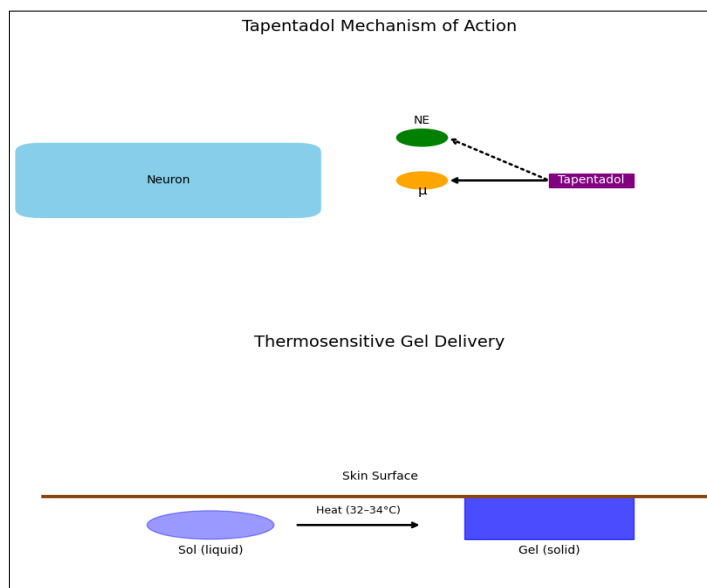 Tapentadol Mechanism of Action
NE
Neuron
Tapentadol
μ
Thermosensitive Gel Delivery
Skin Surface
Heat (32–34°C)
Sol (liquid)
Gel (solid)